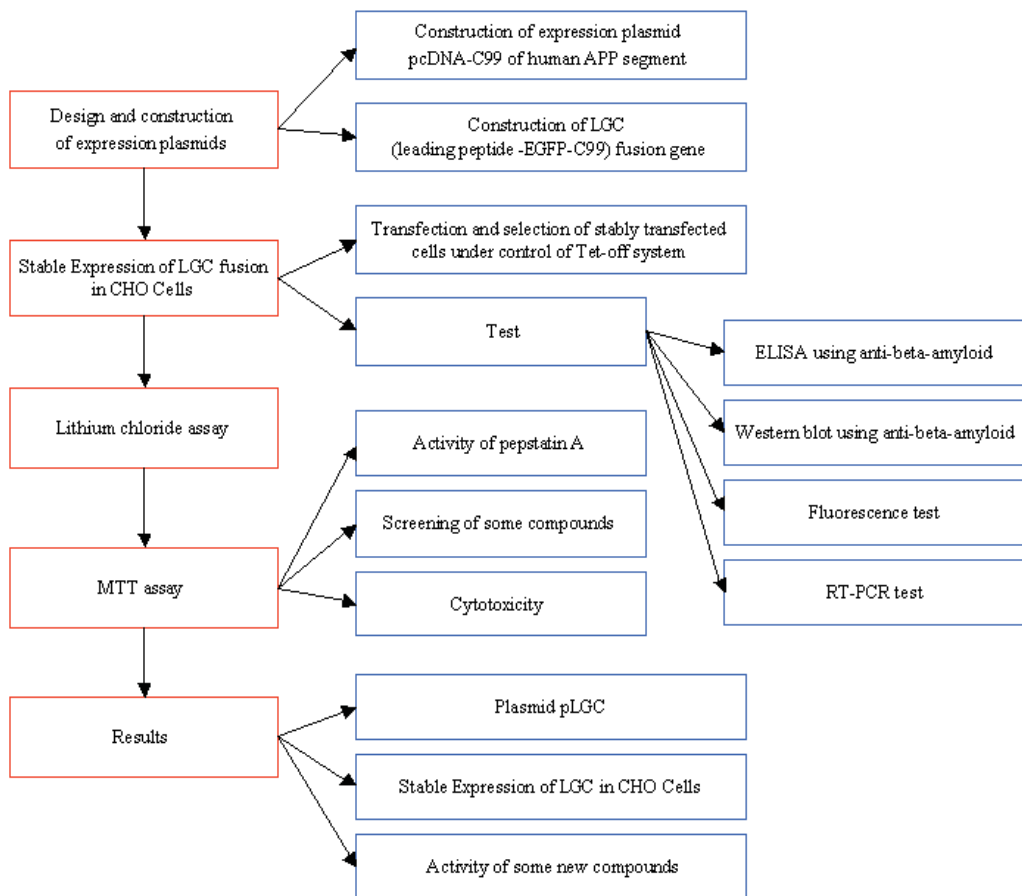 Design and construction
of expression plasmids
Construction of expression plasmid
pcDNA-C99 of human APP segment
Construction of LGC
(leading peptide -EGFP-C99) fusion gene
Stable Expression of LGC fusion
in CHO Cells
Transfection and selection of stably transfected
cells under control of Tet-off system
Test
ELISA using anti-beta-amyloid
Western blot using anti-beta-amyloid
Fluorescence test
RT-PCR test
Lithium chloride assay
MTT assay
Activity of pepstatin A
Screening of some compounds
Cytotoxicity
Results
Plasmid pLGC
Stable Expression of LGC in CHO Cells
Activity of some new compounds